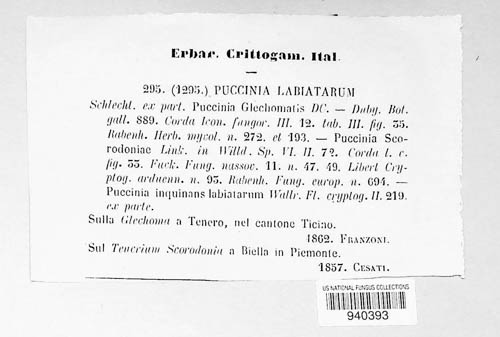 Erbar. Crittogam. Ital.
295. (1295.) PUCCINIA LABIATARUM
Schlechl. ex part. Puccinia Glechomatis DC. — Duby. Bot.
gall. 889. Corda Icon. fungor. III. 12. tab. III. fig. 35.
Rabenh. Herb. mycol. n. 272. et 193. — Puccinia Sco-
rodoniae Link. in Willd. Sp. VI. II. 72. Corda l. c.
fig. 33. Fuck. Fung. nassov. 11. n. 47. 49. Libert Cry-
ptog. arduenn. n. 93. Rabenh. Fung. europ. n. 694. —
Puccinia inquinans labiatarum Wallr. Fl. cryptog. II. 219.
ex parte.
Sulla Glechoma a Tenero, nel cantone Ticino.
1862. FRANZONI.
Sul Teucrium Scorodonia a Biella in Piemonte.
1857. CESATI.
US NATIONAL FUNGUS COLLECTIONS
940393